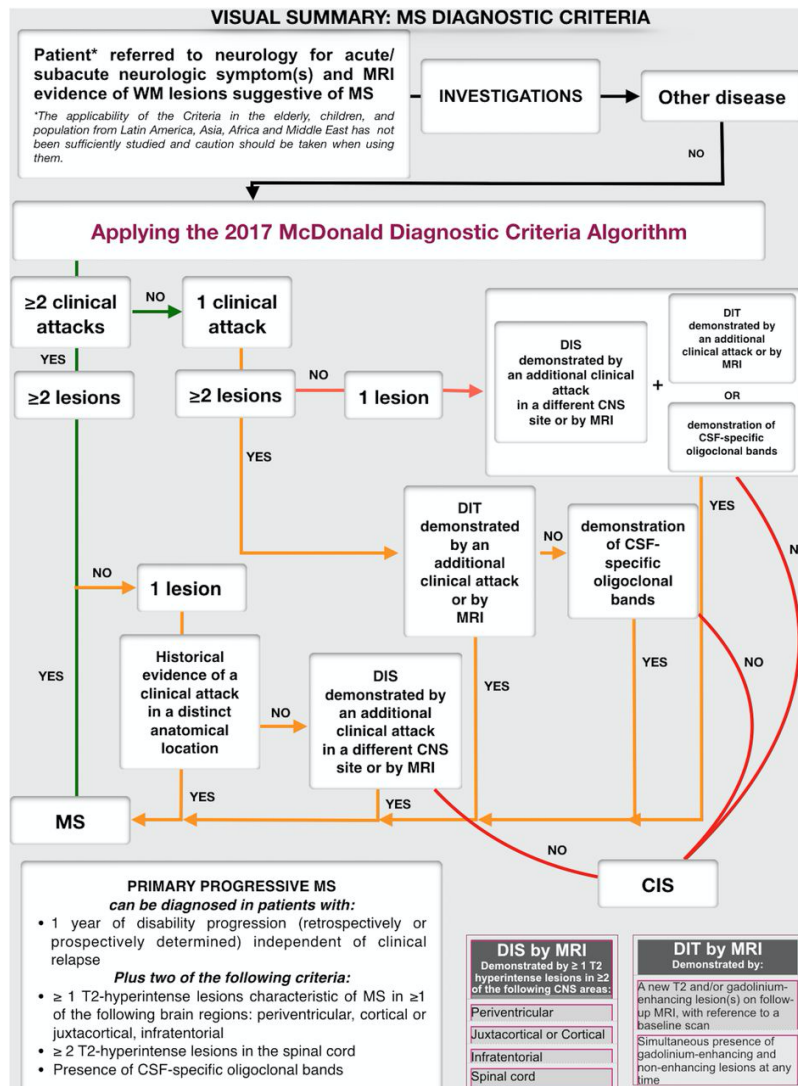 VISUAL SUMMARY: MS DIAGNOSTIC CRITERIA
Patient* referred to neurology for acute/
subacute neurologic symptom(s) and MRI
evidence of WM lesions suggestive of MS
*The applicability of the Criteria in the elderly, children, and
population from Latin America, Asia, Africa and Middle East has not
been sufficiently studied and caution should be taken when using
them.
INVESTIGATIONS
Other disease
NO
Applying the 2017 McDonald Diagnostic Criteria Algorithm
≥2 clinical
attacks
NO
1 clinical
attack
YES
≥2 lesions
≥2 lesions
NO
1 lesion
DIS
demonstrated by
an additional clinical
attack
in a different CNS
site or by MRI
+
DIT
demonstrated by
an additional
clinical attack or by
MRI
OR
demonstration of
CSF-specific
oligoclonal bands
YES
YES
N
DIT
demonstrated
by an
additional
clinical attack
or by
MRI
NO
demonstration
of CSF-
specific
oligoclonal
bands
NO
1 lesion
YES
Historical
evidence of a
clinical attack
in a distinct
anatomical
location
NO
DIS
demonstrated by
an additional
clinical attack
in a different CNS
site or by MRI
YES
YES
NO
YES
YES
MS
NO
CIS
PRIMARY PROGRESSIVE MS
can be diagnosed in patients with:
• 1 year of disability progression (retrospectively or
prospectively determined) independent of clinical
relapse
Plus two of the following criteria:
• ≥ 1 T2-hyperintense lesions characteristic of MS in ≥1
of the following brain regions: periventricular, cortical or
juxtacortical, infratentorial
• ≥ 2 T2-hyperintense lesions in the spinal cord
• Presence of CSF-specific oligoclonal bands
DIS by MRI
Demonstrated by ≥ 1 T2
hyperintense lesions in ≥2
of the following CNS areas:
Periventricular
Juxtacortical or Cortical
Infratentorial
Spinal cord
DIT by MRI
Demonstrated by:
A new T2 and/or gadolinium-
enhancing lesion(s) on follow-
up MRI, with reference to a
baseline scan
Simultaneous presence of
gadolinium-enhancing and
non-enhancing lesions at any
time